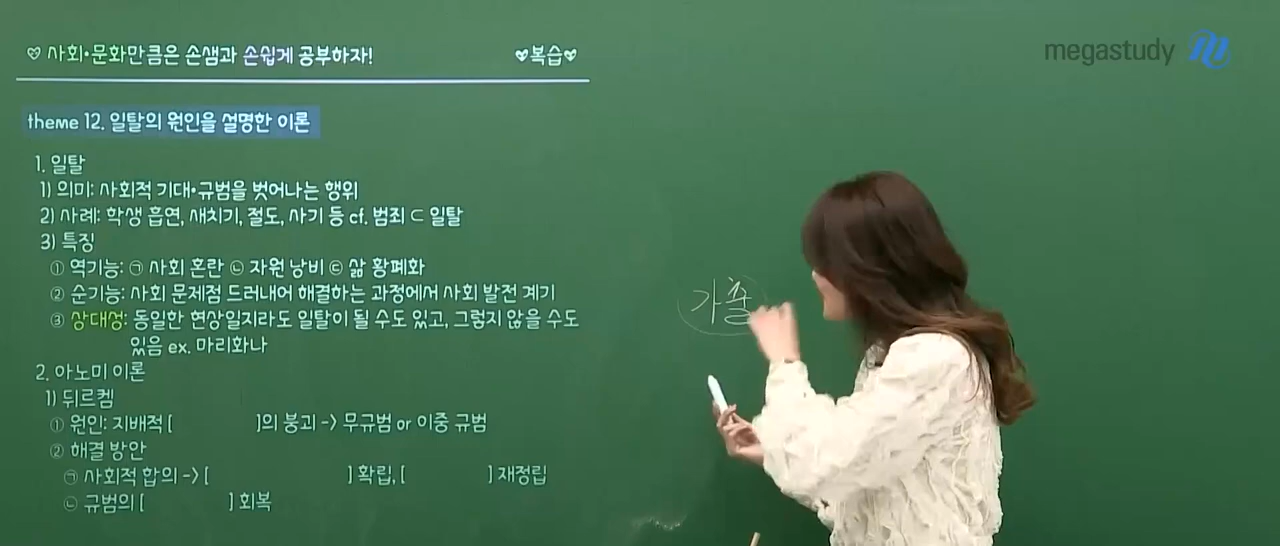 ♡ 사회•문화만큼은 손샘과 손쉽게 공부하자!
♥복습♥
megastudy
theme 12. 일탈의 원인을 설명한 이론
1. 일탈
1) 의미: 사회적 기대•규범을 벗어나는 행위
2) 사례: 학생 흡연, 새치기, 절도, 사기 등 cf. 범죄 ⊂ 일탈
3) 특징
① 역기능: ㉠ 사회 혼란 ㉡ 자원 낭비 ㉢ 삶 황폐화
② 순기능: 사회 문제점 드러내어 해결하는 과정에서 사회 발전 계기
③ 상대성: 동일한 현상일지라도 일탈이 될 수도 있고, 그렇지 않을 수도
있음 ex. 마리화나
가출
2. 아노미 이론
1) 뒤르켐
① 원인: 지배적 [ ]의 붕괴 -> 무규범 or 이중 규범
② 해결 방안
㉠ 사회적 합의 -> [ ] 확립, [ ] 재정립
㉡ 규범의 [ ] 회복